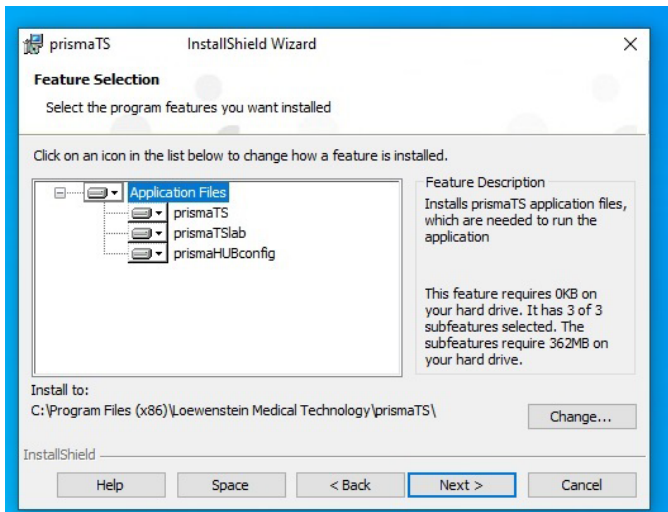 prismaTS InstallShield Wizard
Feature Selection
Select the program features you want installed
Click on an icon in the list below to change how a feature is installed.
Application Files
prismaTS
prismaTSlab
prismaHUBconfig
Feature Description
Installs prismaTS application files,
which are needed to run the
application
This feature requires 0KB on
your hard drive. It has 3 of 3
subfeatures selected. The
subfeatures require 362MB on
your hard drive.
Install to:
C:\Program Files (x86)\Loewenstein Medical Technology\prismaTS\
Change...
InstallShield
Help Space < Back Next > Cancel